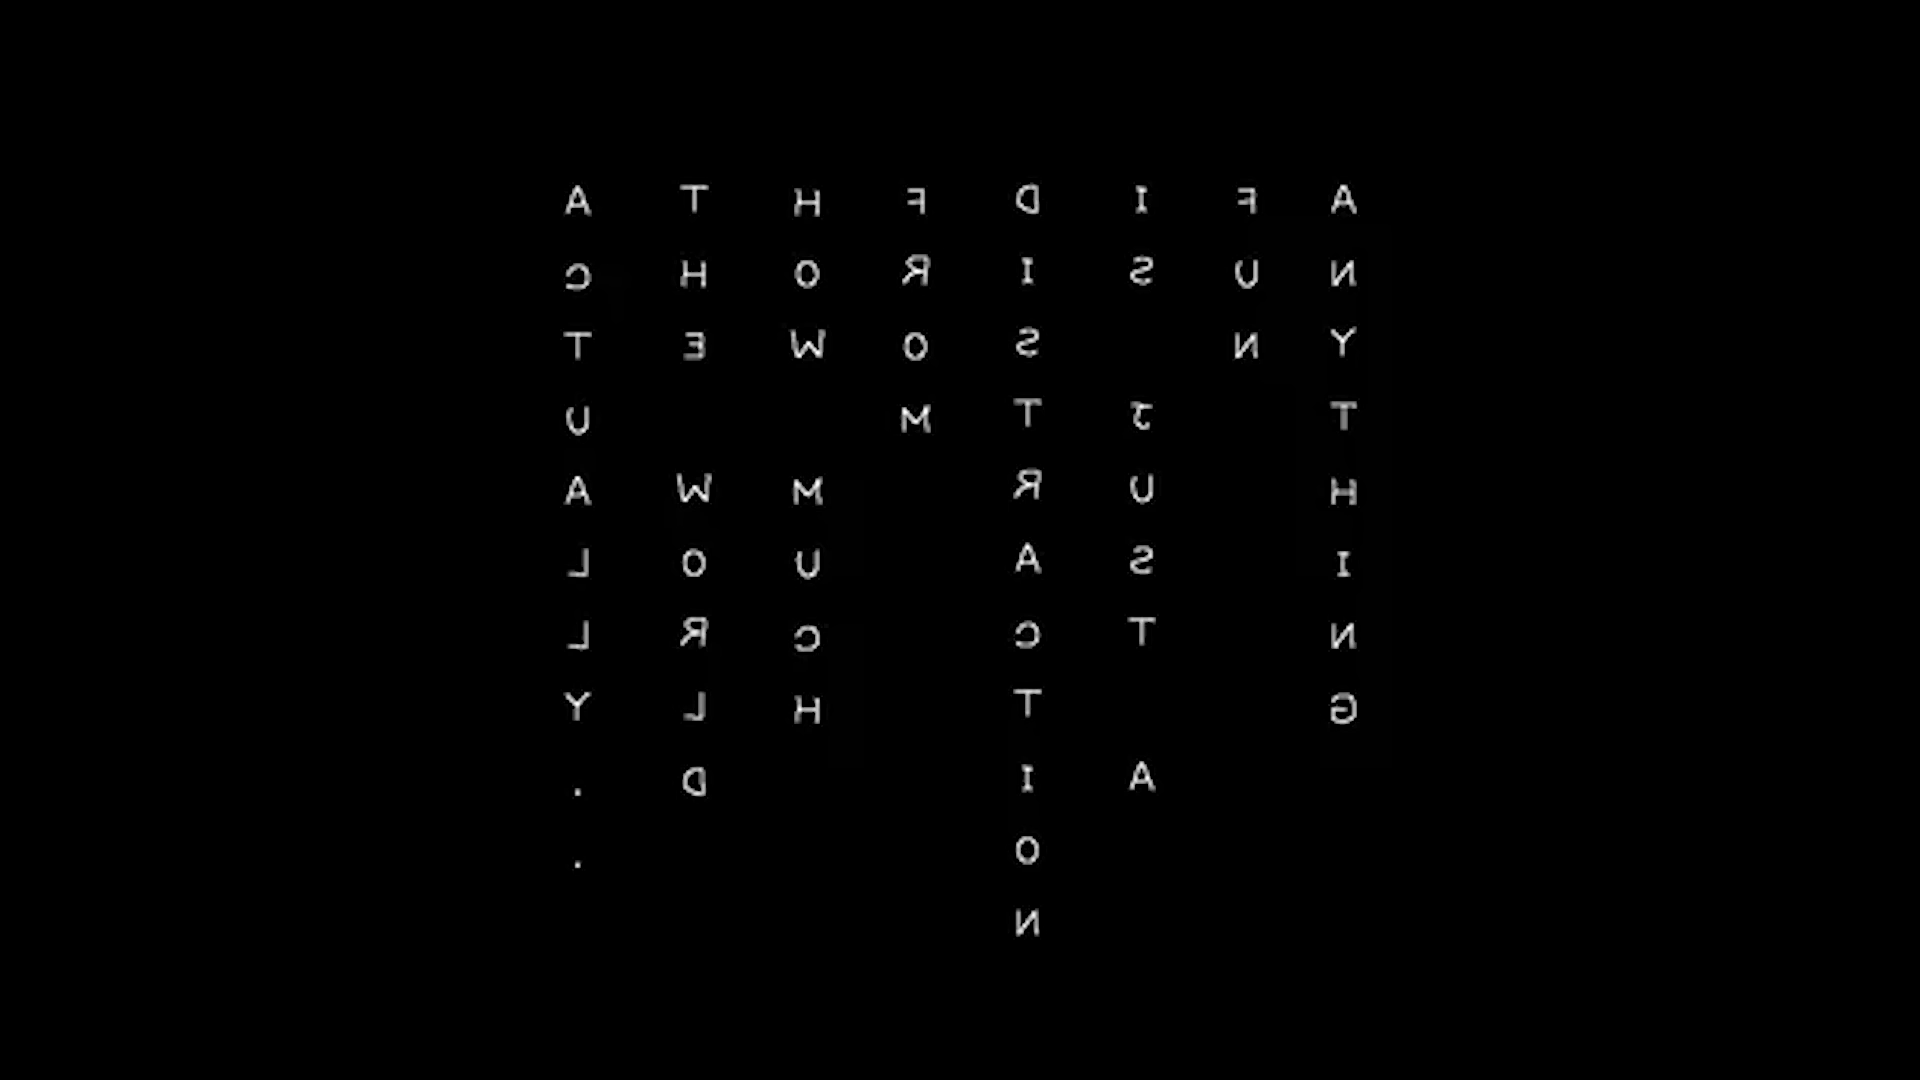 ANYTHING
FUN
IS JUST A
DISTRACTION
FROM
HOW MUCH
THE WORLD
ACTUALLY..